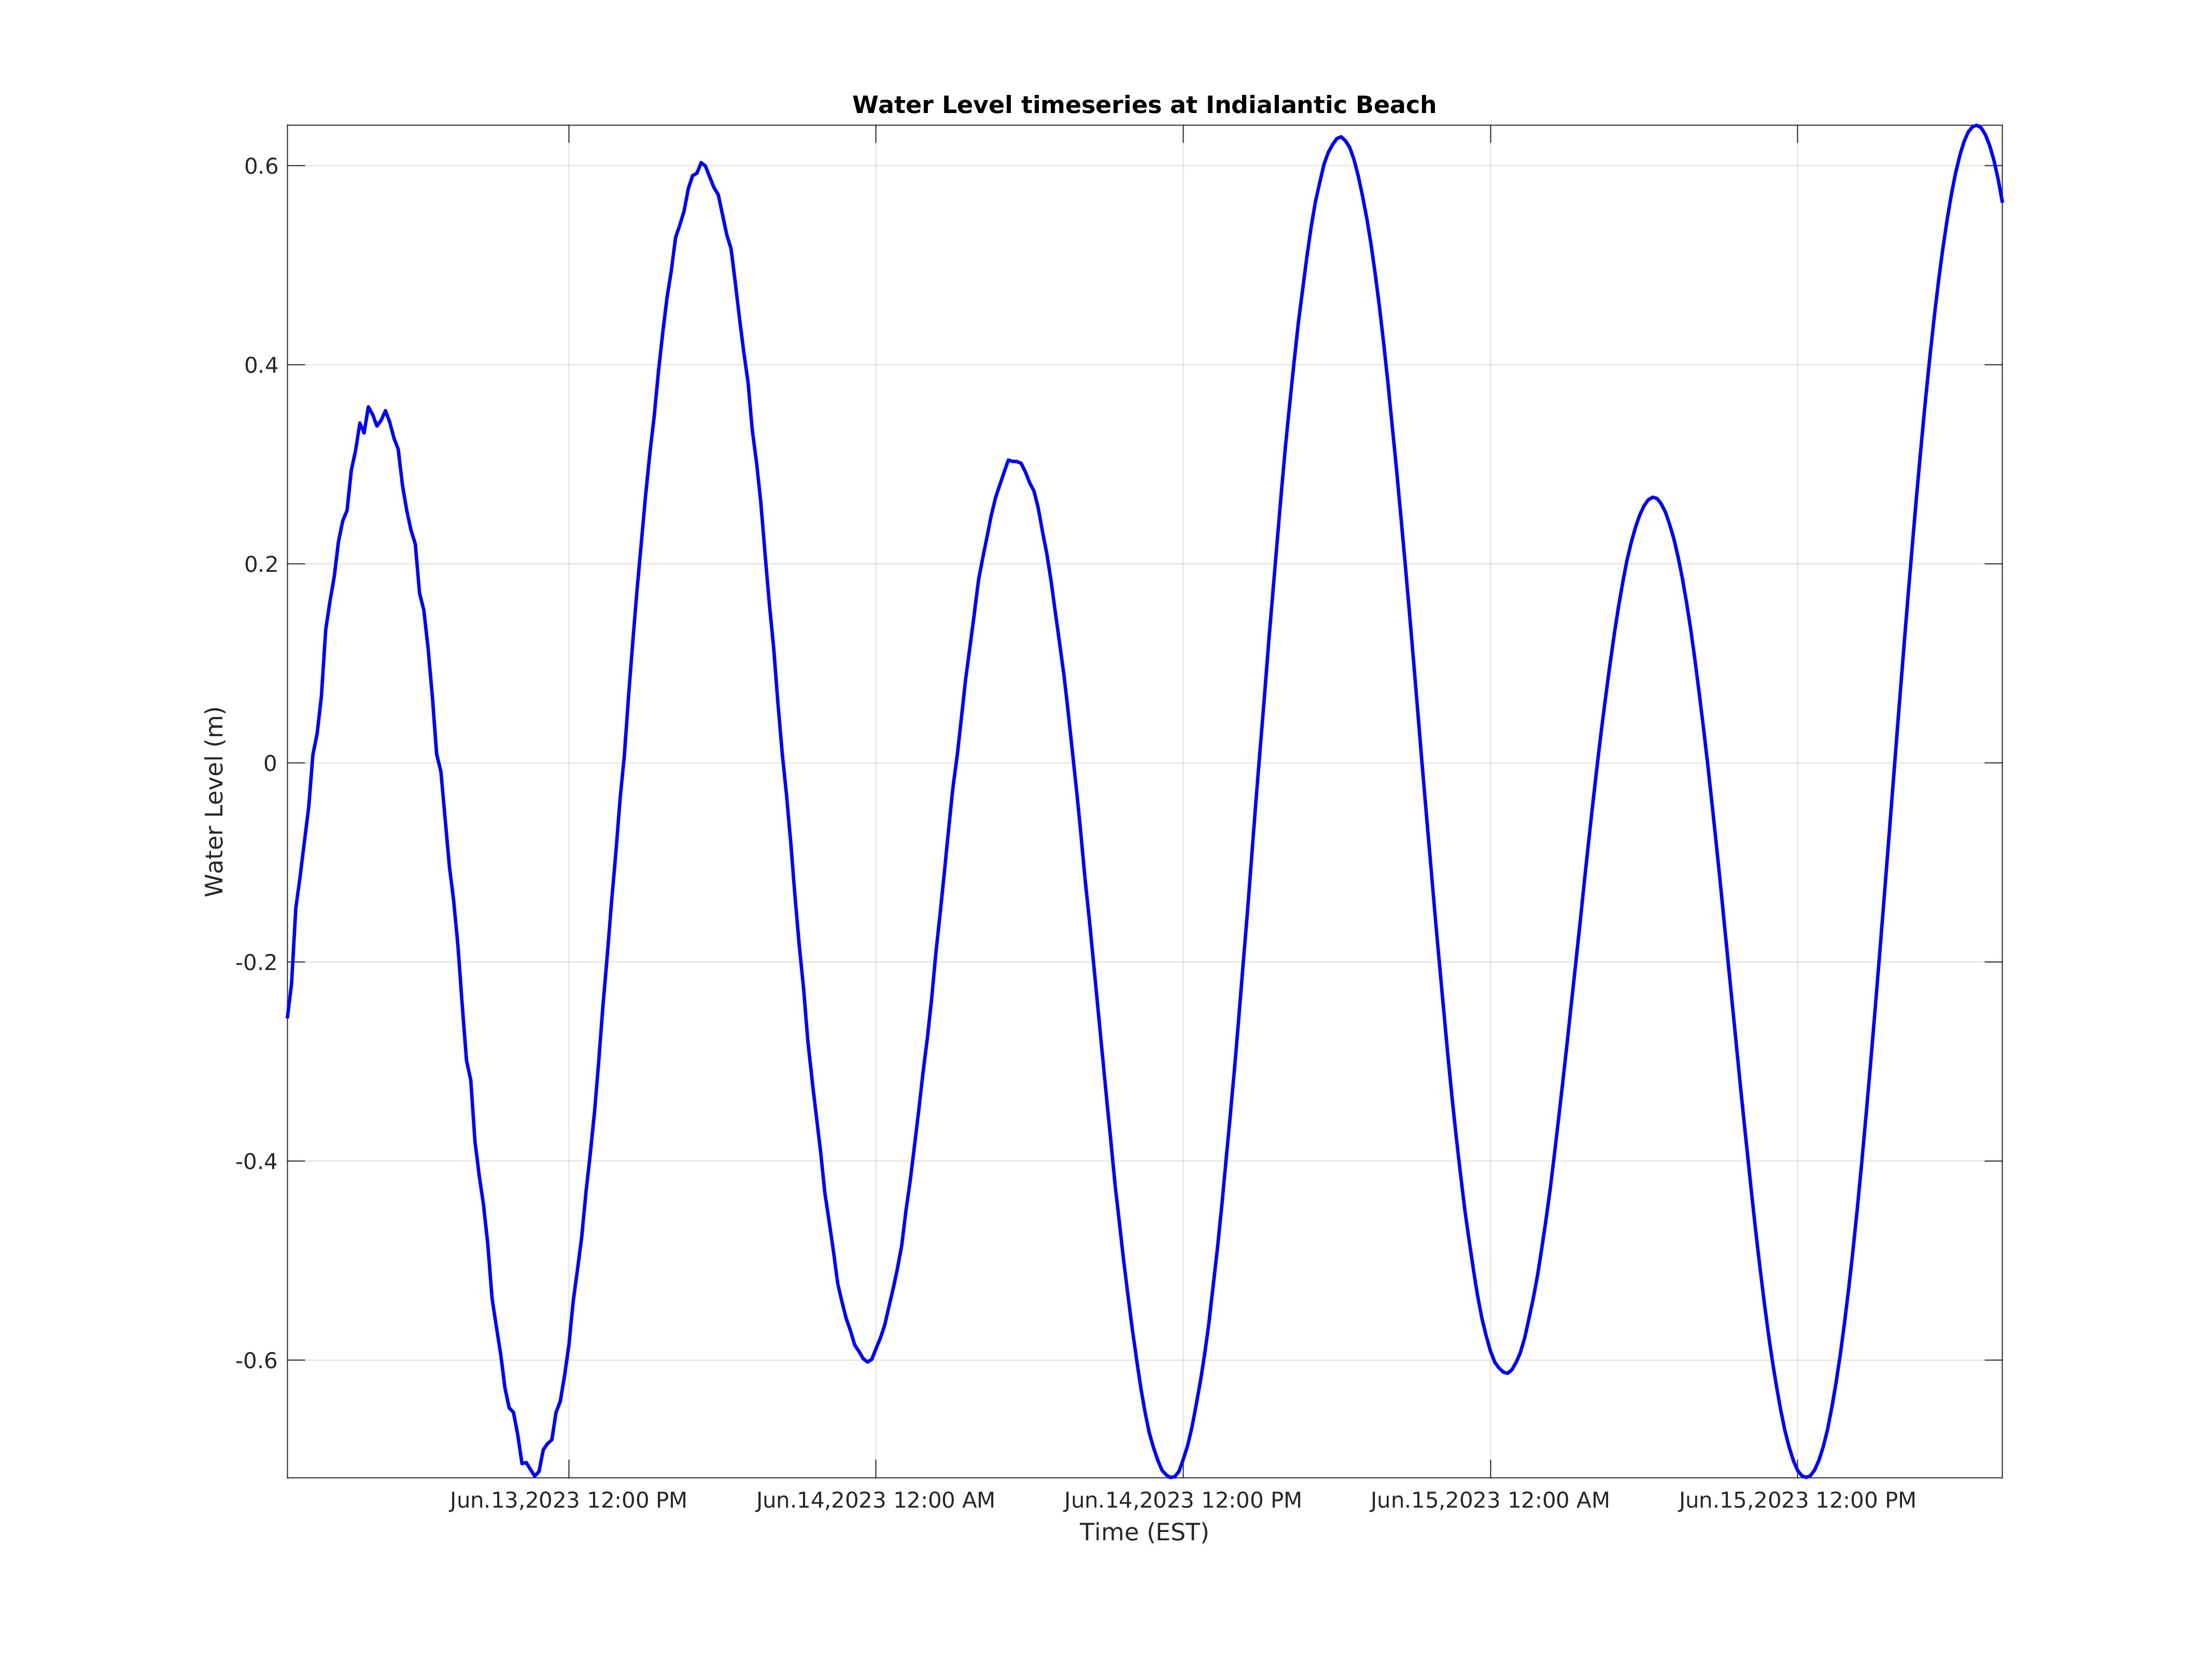 Water Level timeseries at Indialantic Beach
0.6
0.4
0.2
0
-0.2
-0.4
-0.6
Water Level (m)
Jun.13,2023 12:00 PM
Jun.14,2023 12:00 AM
Jun.14,2023 12:00 PM
Jun.15,2023 12:00 AM
Jun.15,2023 12:00 PM
Time (EST)